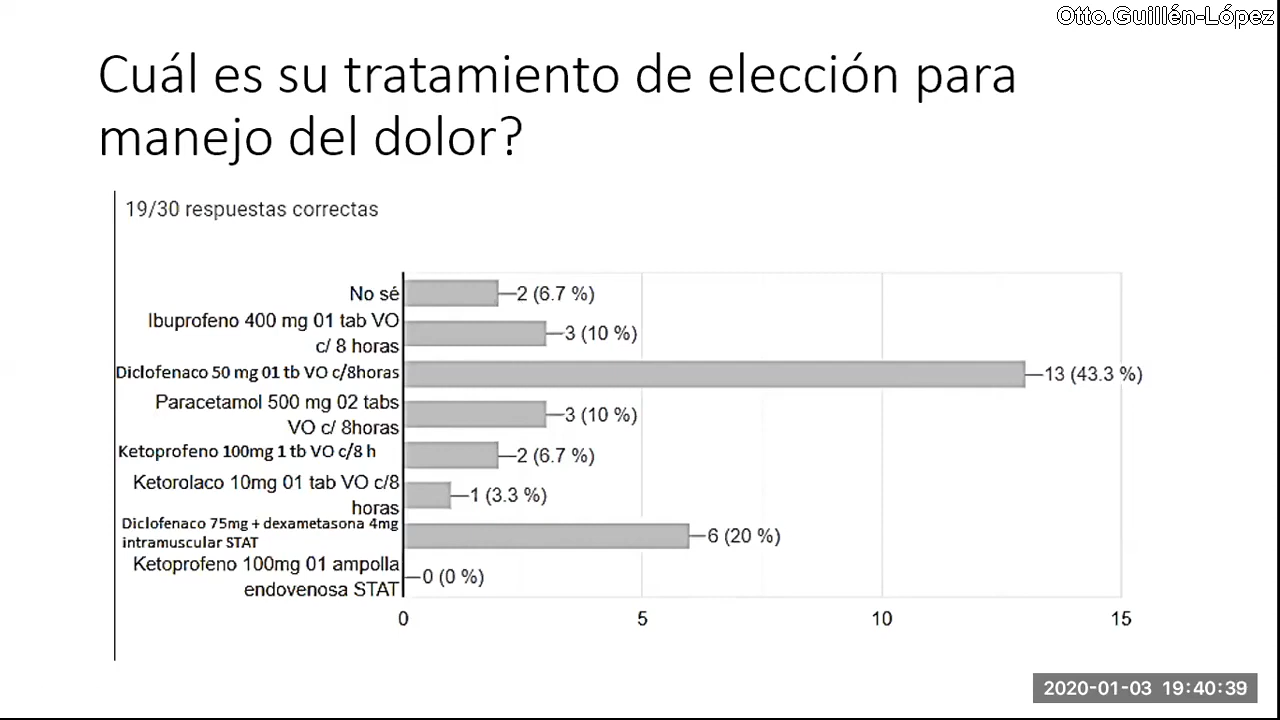 Otto.Guillén-López
Cuál es su tratamiento de elección para
manejo del dolor?
19/30 respuestas correctas
No sé
2 (6.7 %)
Ibuprofeno 400 mg 01 tab VO
c/ 8 horas
3 (10 %)
Diclofenaco 50 mg 01 tb VO c/8horas
13 (43.3 %)
Paracetamol 500 mg 02 tabs
VO c/ 8horas
3 (10 %)
Ketoprofeno 100mg 1 tb VO c/8 h
2 (6.7 %)
Ketorolaco 10mg 01 tab VO c/8
horas
1 (3.3 %)
Diclofenaco 75mg + dexametasona 4mg
intramuscular STAT
6 (20 %)
Ketoprofeno 100mg 01 ampolla
endovenosa STAT
0 (0 %)
0 5 10 15
2020-01-03 19:40:39